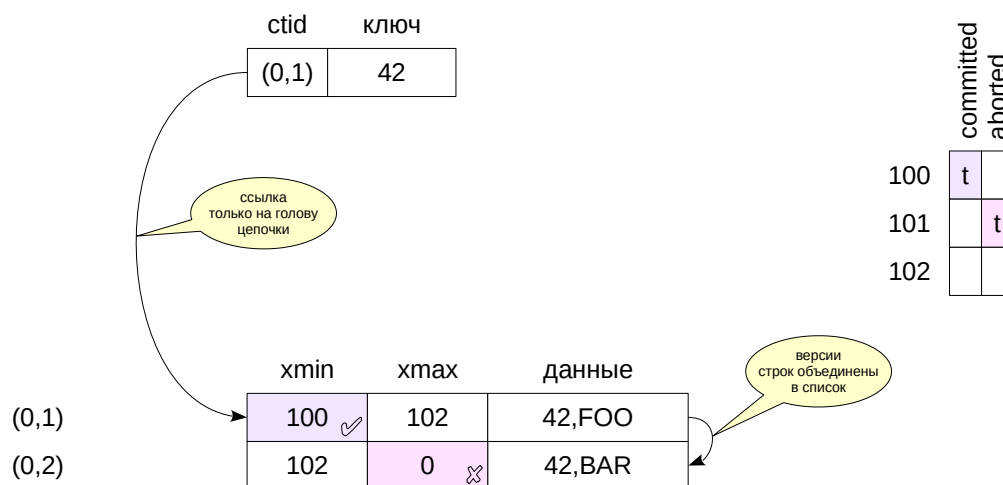 ctid ключ
(0,1) 42
committed
aborted
100 t
ссылка
только на голову
цепочки
101 t
102
версии
строк объединены
в список
xmin xmax данные
(0,1) 100 102 42,FOO
(0,2) 102 0 42,BAR